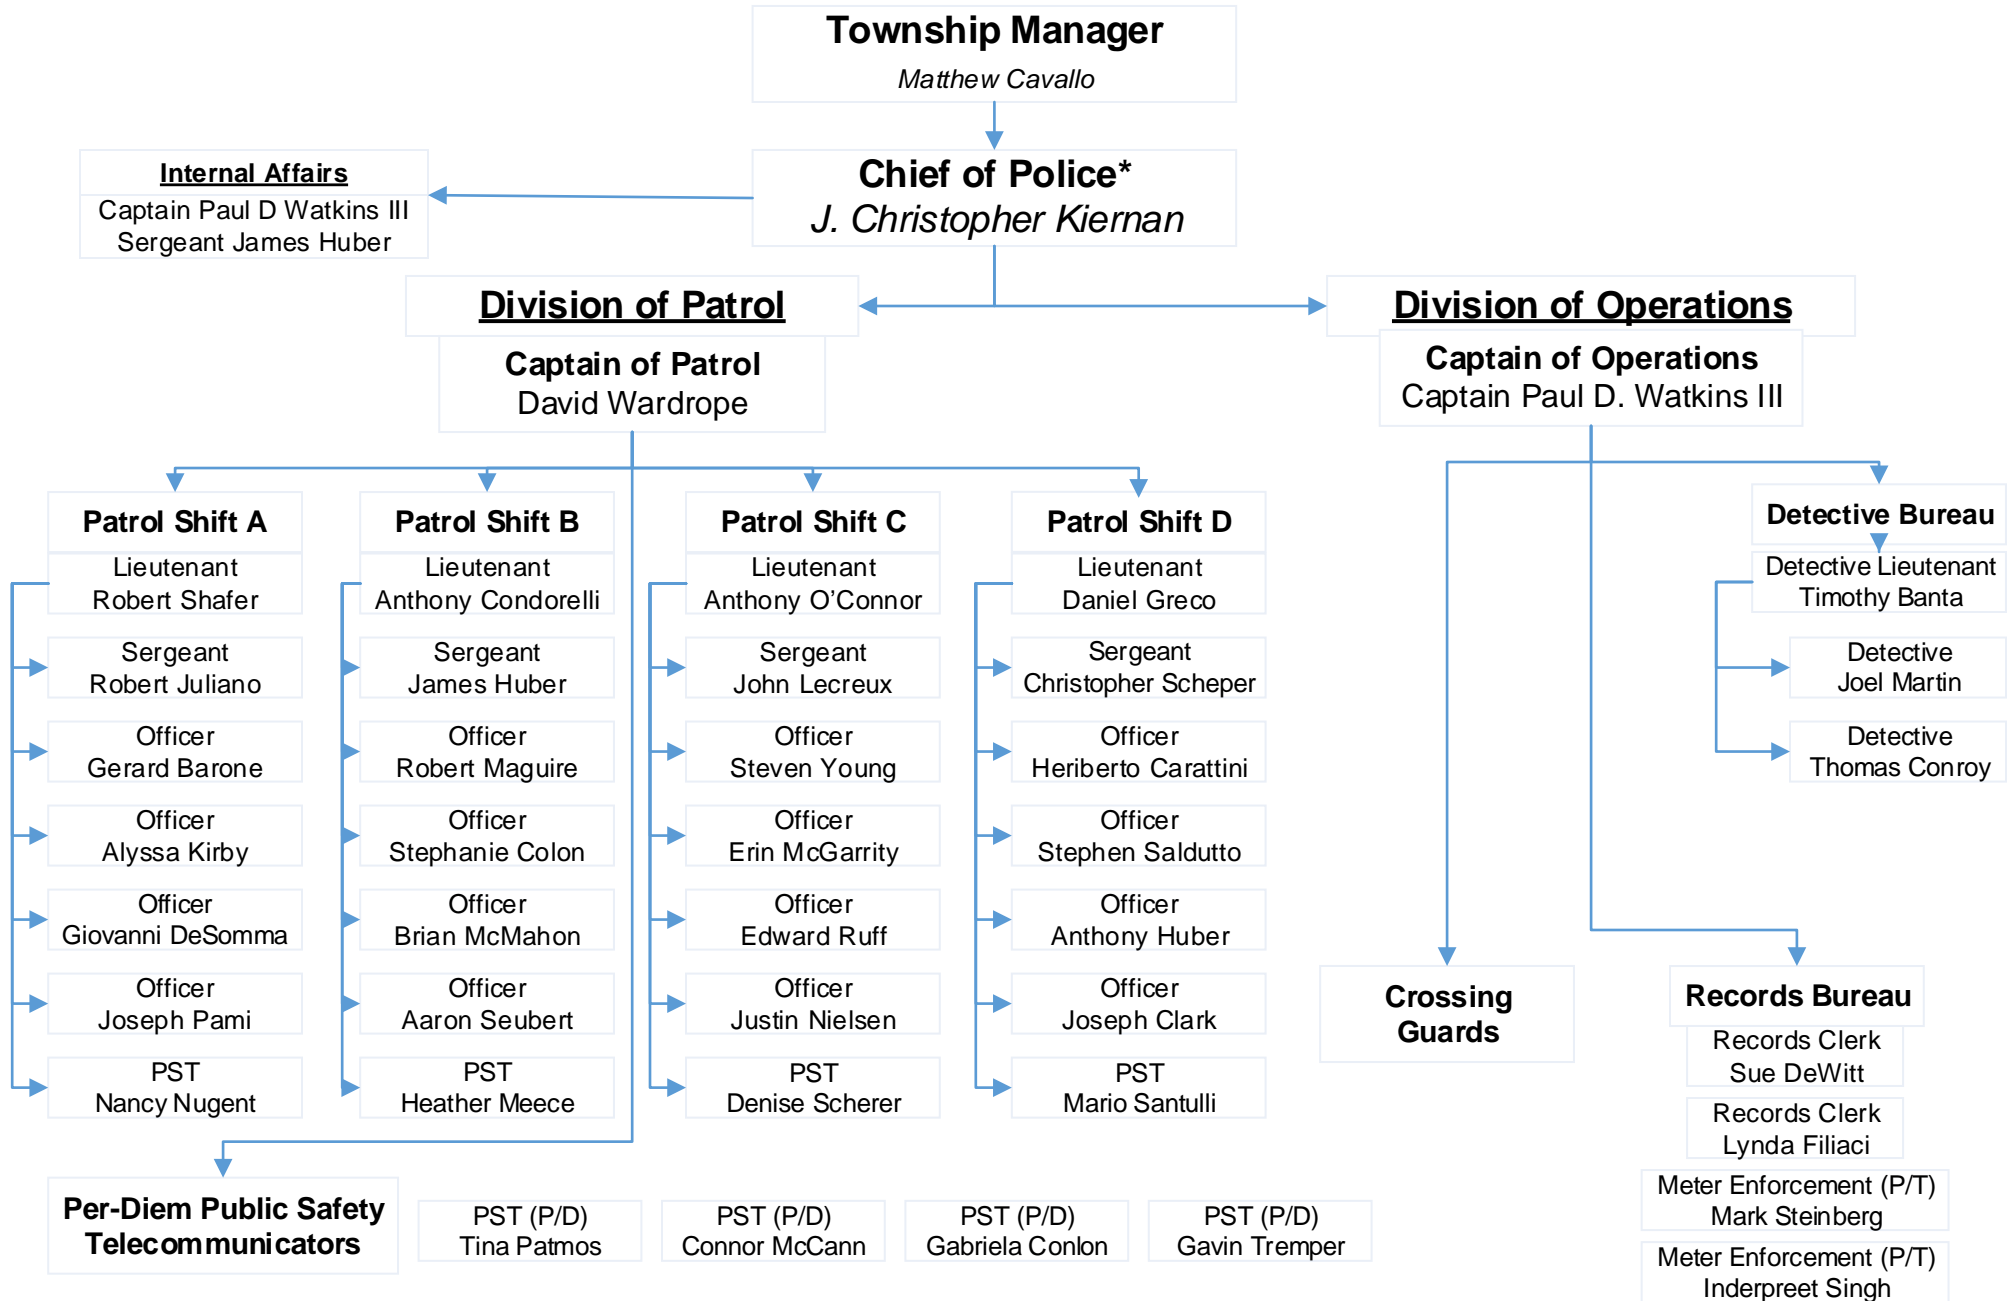 Township Manager
Matthew Cavallo
Internal Affairs
Captain Paul D Watkins III
Sergeant James Huber
Chief of Police*
J. Christopher Kiernan
Division of Patrol
Captain of Patrol
David Wardrope
Division of Operations
Captain of Operations
Captain Paul D. Watkins III
Patrol Shift A
Lieutenant
Robert Shafer
Sergeant
Robert Juliano
Officer
Gerard Barone
Officer
Alyssa Kirby
Officer
Giovanni DeSomma
Officer
Joseph Pami
PST
Nancy Nugent
Patrol Shift B
Lieutenant
Anthony Condorelli
Sergeant
James Huber
Officer
Robert Maguire
Officer
Stephanie Colon
Officer
Brian McMahon
Officer
Aaron Seubert
PST
Heather Meece
Patrol Shift C
Lieutenant
Anthony O’Connor
Sergeant
John Lecreux
Officer
Steven Young
Officer
Erin McGarrity
Officer
Edward Ruff
Officer
Justin Nielsen
PST
Denise Scherer
Patrol Shift D
Lieutenant
Daniel Greco
Sergeant
Christopher Scheper
Officer
Heriberto Carattini
Officer
Stephen Saldutto
Officer
Anthony Huber
Officer
Joseph Clark
PST
Mario Santulli
Detective Bureau
Detective Lieutenant
Timothy Banta
Detective
Joel Martin
Detective
Thomas Conroy
Crossing
Guards
Records Bureau
Records Clerk
Sue DeWitt
Records Clerk
Lynda Filiaci
Meter Enforcement (P/T)
Mark Steinberg
Meter Enforcement (P/T)
Inderpreet Singh
Per-Diem Public Safety
Telecommunicators
PST (P/D)
Tina Patmos
PST (P/D)
Connor McCann
PST (P/D)
Gabriela Conlon
PST (P/D)
Gavin Tremper